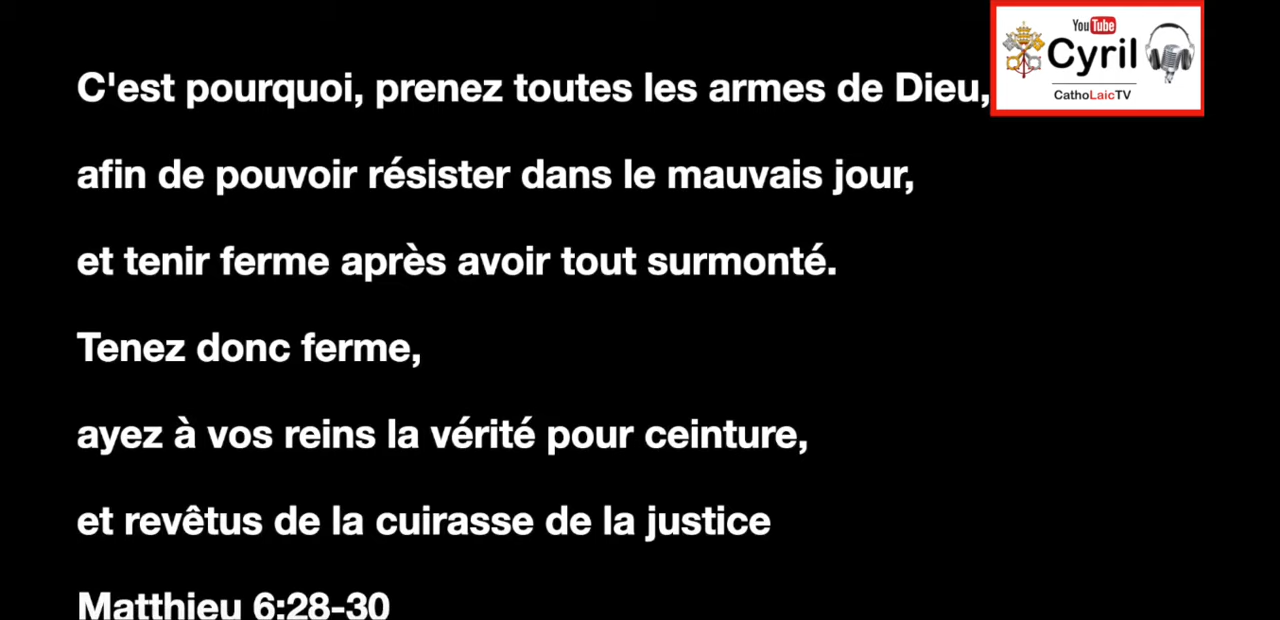 C'est pourquoi, prenez toutes les armes de Dieu,
afin de pouvoir résister dans le mauvais jour,
et tenir ferme après avoir tout surmonté.
Tenez donc ferme,
ayez à vos reins la vérité pour ceinture,
et revêtus de la cuirasse de la justice
Matthieu 6:28-30
YouTube
Cyril
CathoLaicTV